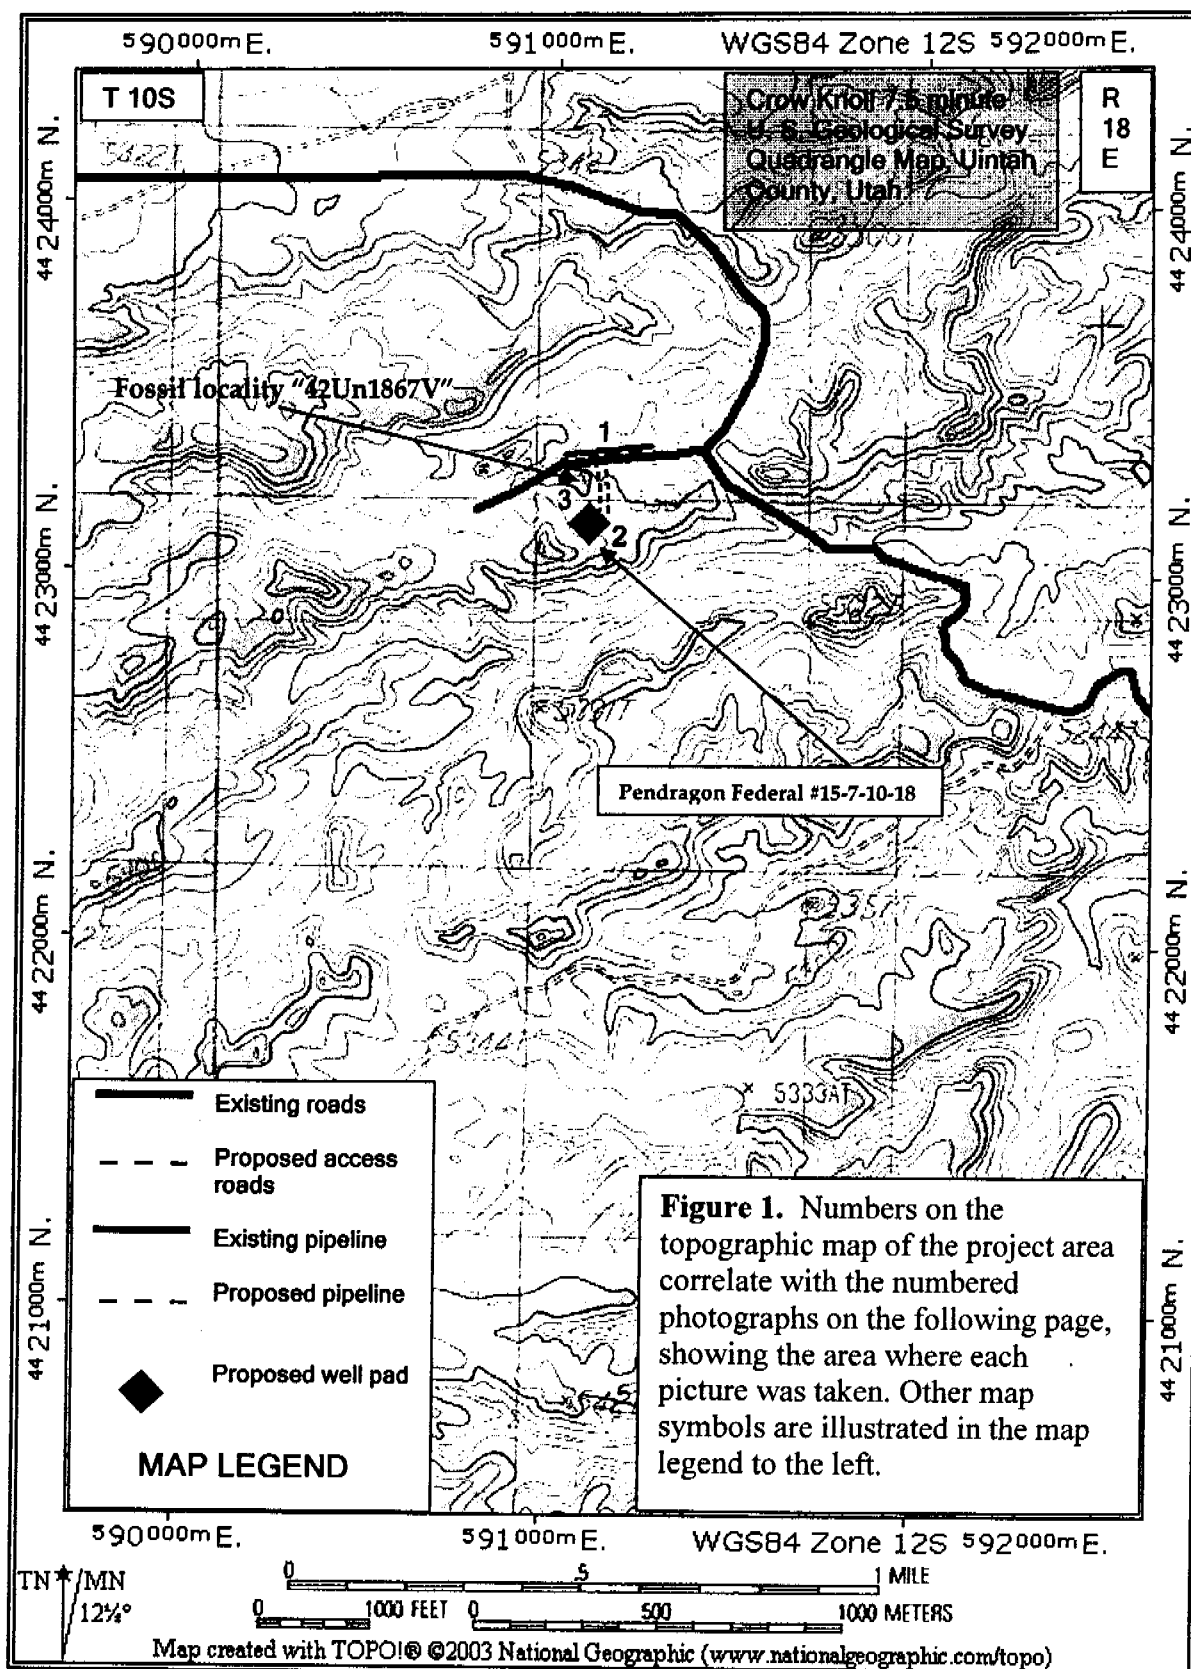 590000m E. 591000m E. WGS84 Zone 12S 592000m E.
T 10S
Crow Knoll 7.5 minute
U. S. Geological Survey
Quadrangle Map, Uintah
County, Utah
R
18
E
4424000m N.
4424000m N.
Fossil locality "42Un1867V"
1
3
2
4423000m N.
4423000m N.
Pendragon Federal #15-7-10-18
4422000m N.
4422000m N.
5333AT
Existing roads
Proposed access
roads
Existing pipeline
Proposed pipeline
Proposed well pad
MAP LEGEND
Figure 1. Numbers on the
topographic map of the project area
correlate with the numbered
photographs on the following page,
showing the area where each
picture was taken. Other map
symbols are illustrated in the map
legend to the left.
4421000m N.
4421000m N.
590000m E. 591000m E. WGS84 Zone 12S 592000m E.
TN MN
12½°
0 .5 1 MILE
0 1000 FEET 0 500 1000 METERS
Map created with TOPO!® ©2003 National Geographic (www.nationalgeographic.com/topo)